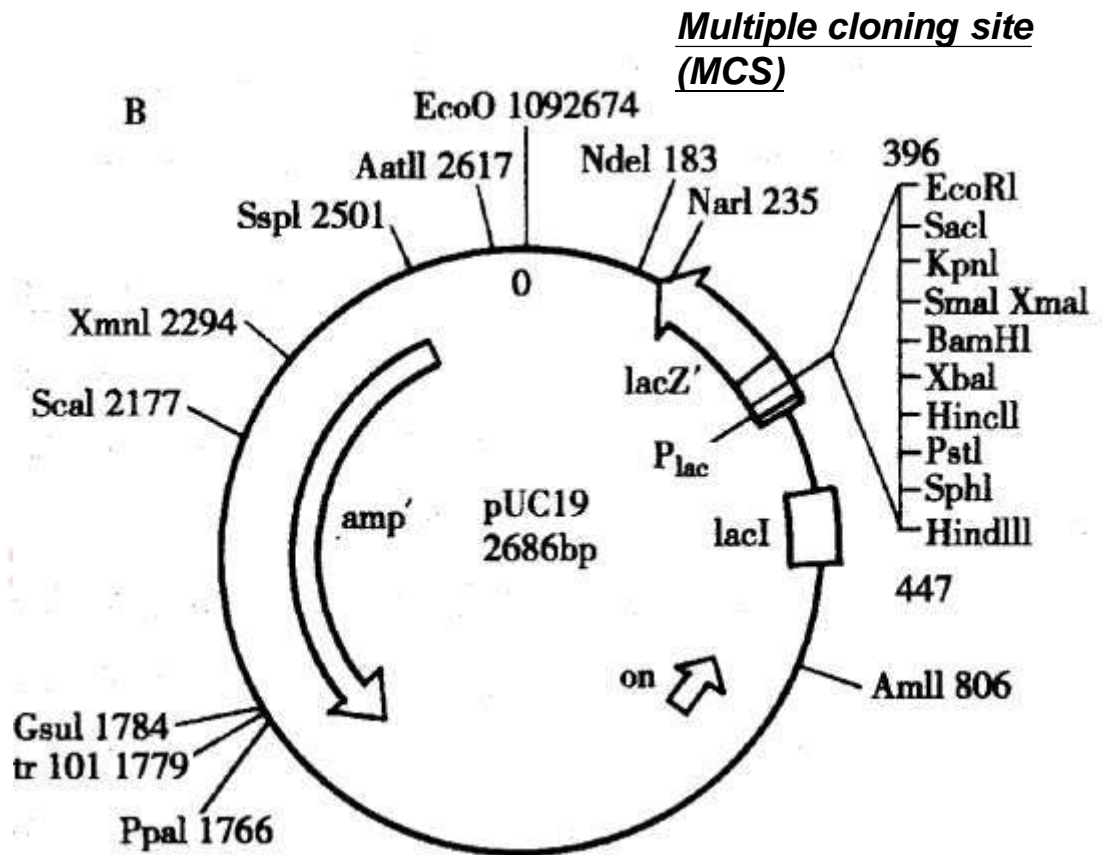 Multiple cloning site
(MCS)
B
EcoO 1092674
AatII 2617
NdeI 183
396
SspI 2501
NarI 235
EcoRI
SacI
KpnI
0
SmaI XmaI
XmnI 2294
BamHI
lacZ'
XbaI
ScaI 2177
HincII
Plac
PstI
SphI
amp'
pUC19
2686bp
lacI
HindIII
447
on
AmlI 806
GsuI 1784
tr 101 1779
PpaI 1766